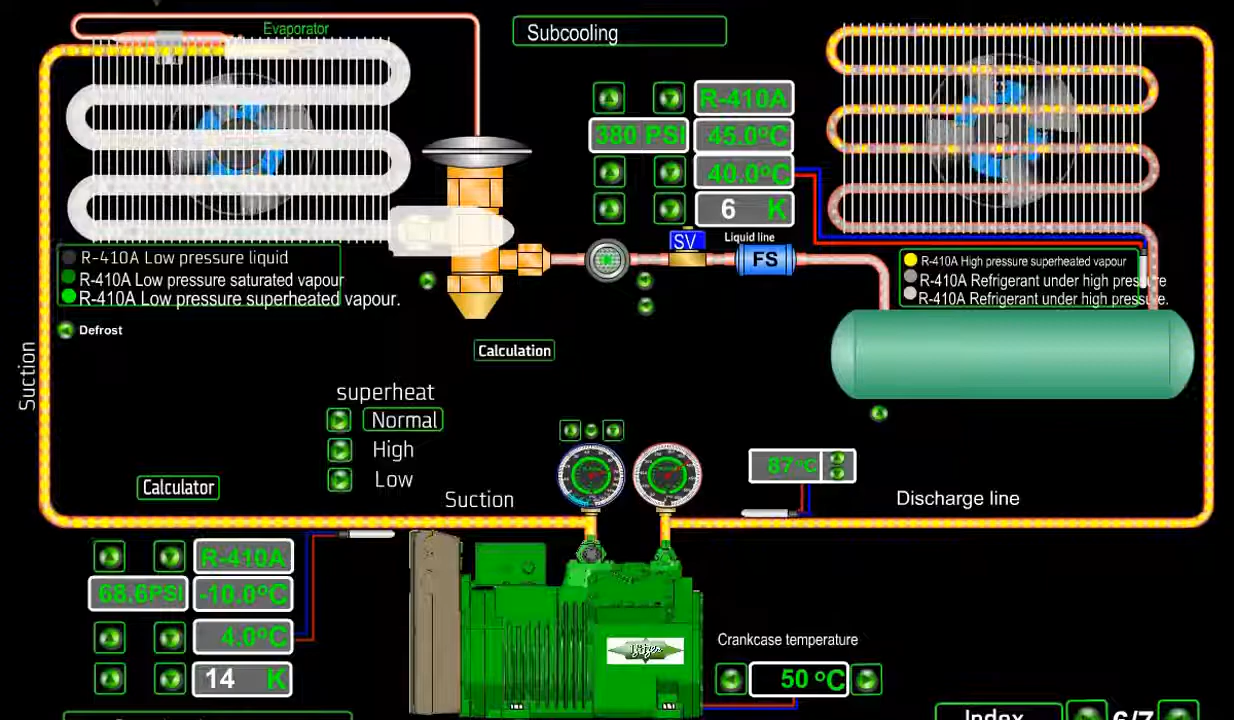 Evaporator
Subcooling
R-410A
380 PSI 45.0ºC
40.0ºC
6 K
SV
Liquid line
FS
R-410A Low pressure liquid
R-410A Low pressure saturated vapour
R-410A Low pressure superheated vapour.
R-410A High pressure superheated vapour
R-410A Refrigerant under high pressure
R-410A Refrigerant under high pressure.
Defrost
Calculation
Suction
superheat
Normal
High
Low
Calculator
Suction
87ºC
Discharge line
R-410A
68.6PSI -10.0ºC
4.0ºC
14 K
Crankcase temperature
50 ºC
Index 6/7